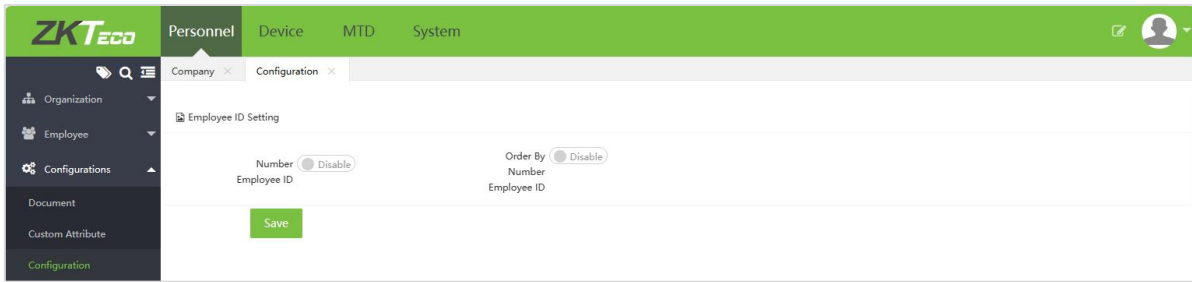 ZKTECO
Personnel Device MTD System
Company × Configuration ×
Organization
Employee ID Setting
Employee
Number Employee ID Disable
Order By Number Employee ID Disable
Configurations
Document
Save
Custom Attribute
Configuration